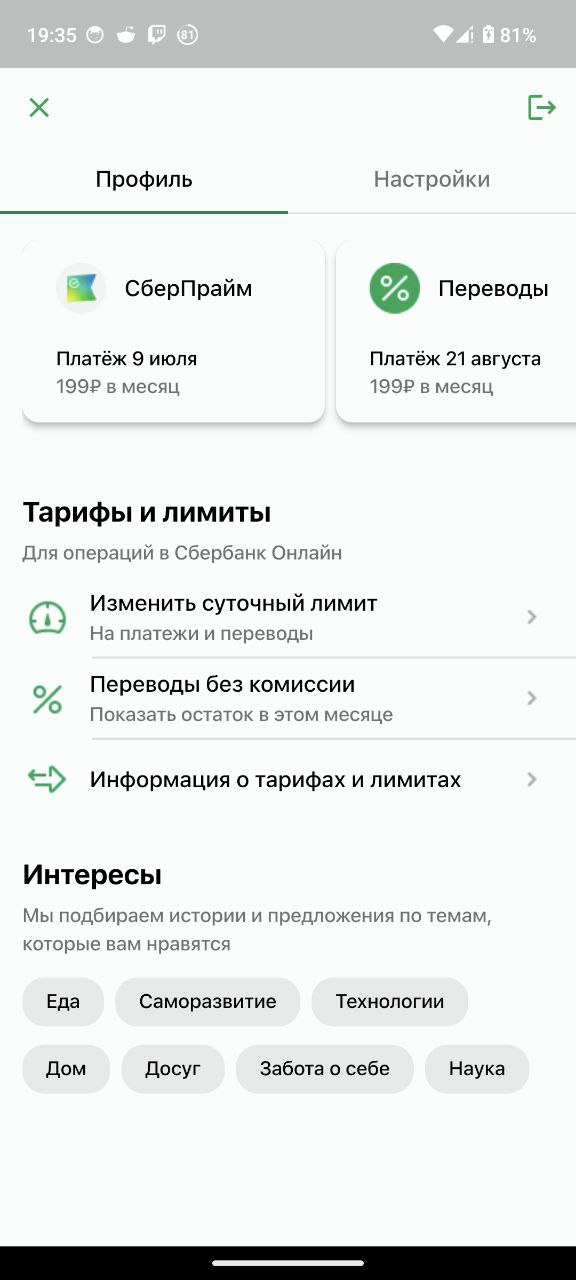 19:35 81 81%
Профиль Настройки
СберПрайм Переводы
Платёж 9 июля Платёж 21 августа
199₽ в месяц 199₽ в месяц
Тарифы и лимиты
Для операций в Сбербанк Онлайн
Изменить суточный лимит
На платежи и переводы
Переводы без комиссии
Показать остаток в этом месяце
Информация о тарифах и лимитах
Интересы
Мы подбираем истории и предложения по темам,
которые вам нравятся
Еда Саморазвитие Технологии
Дом Досуг Забота о себе Наука